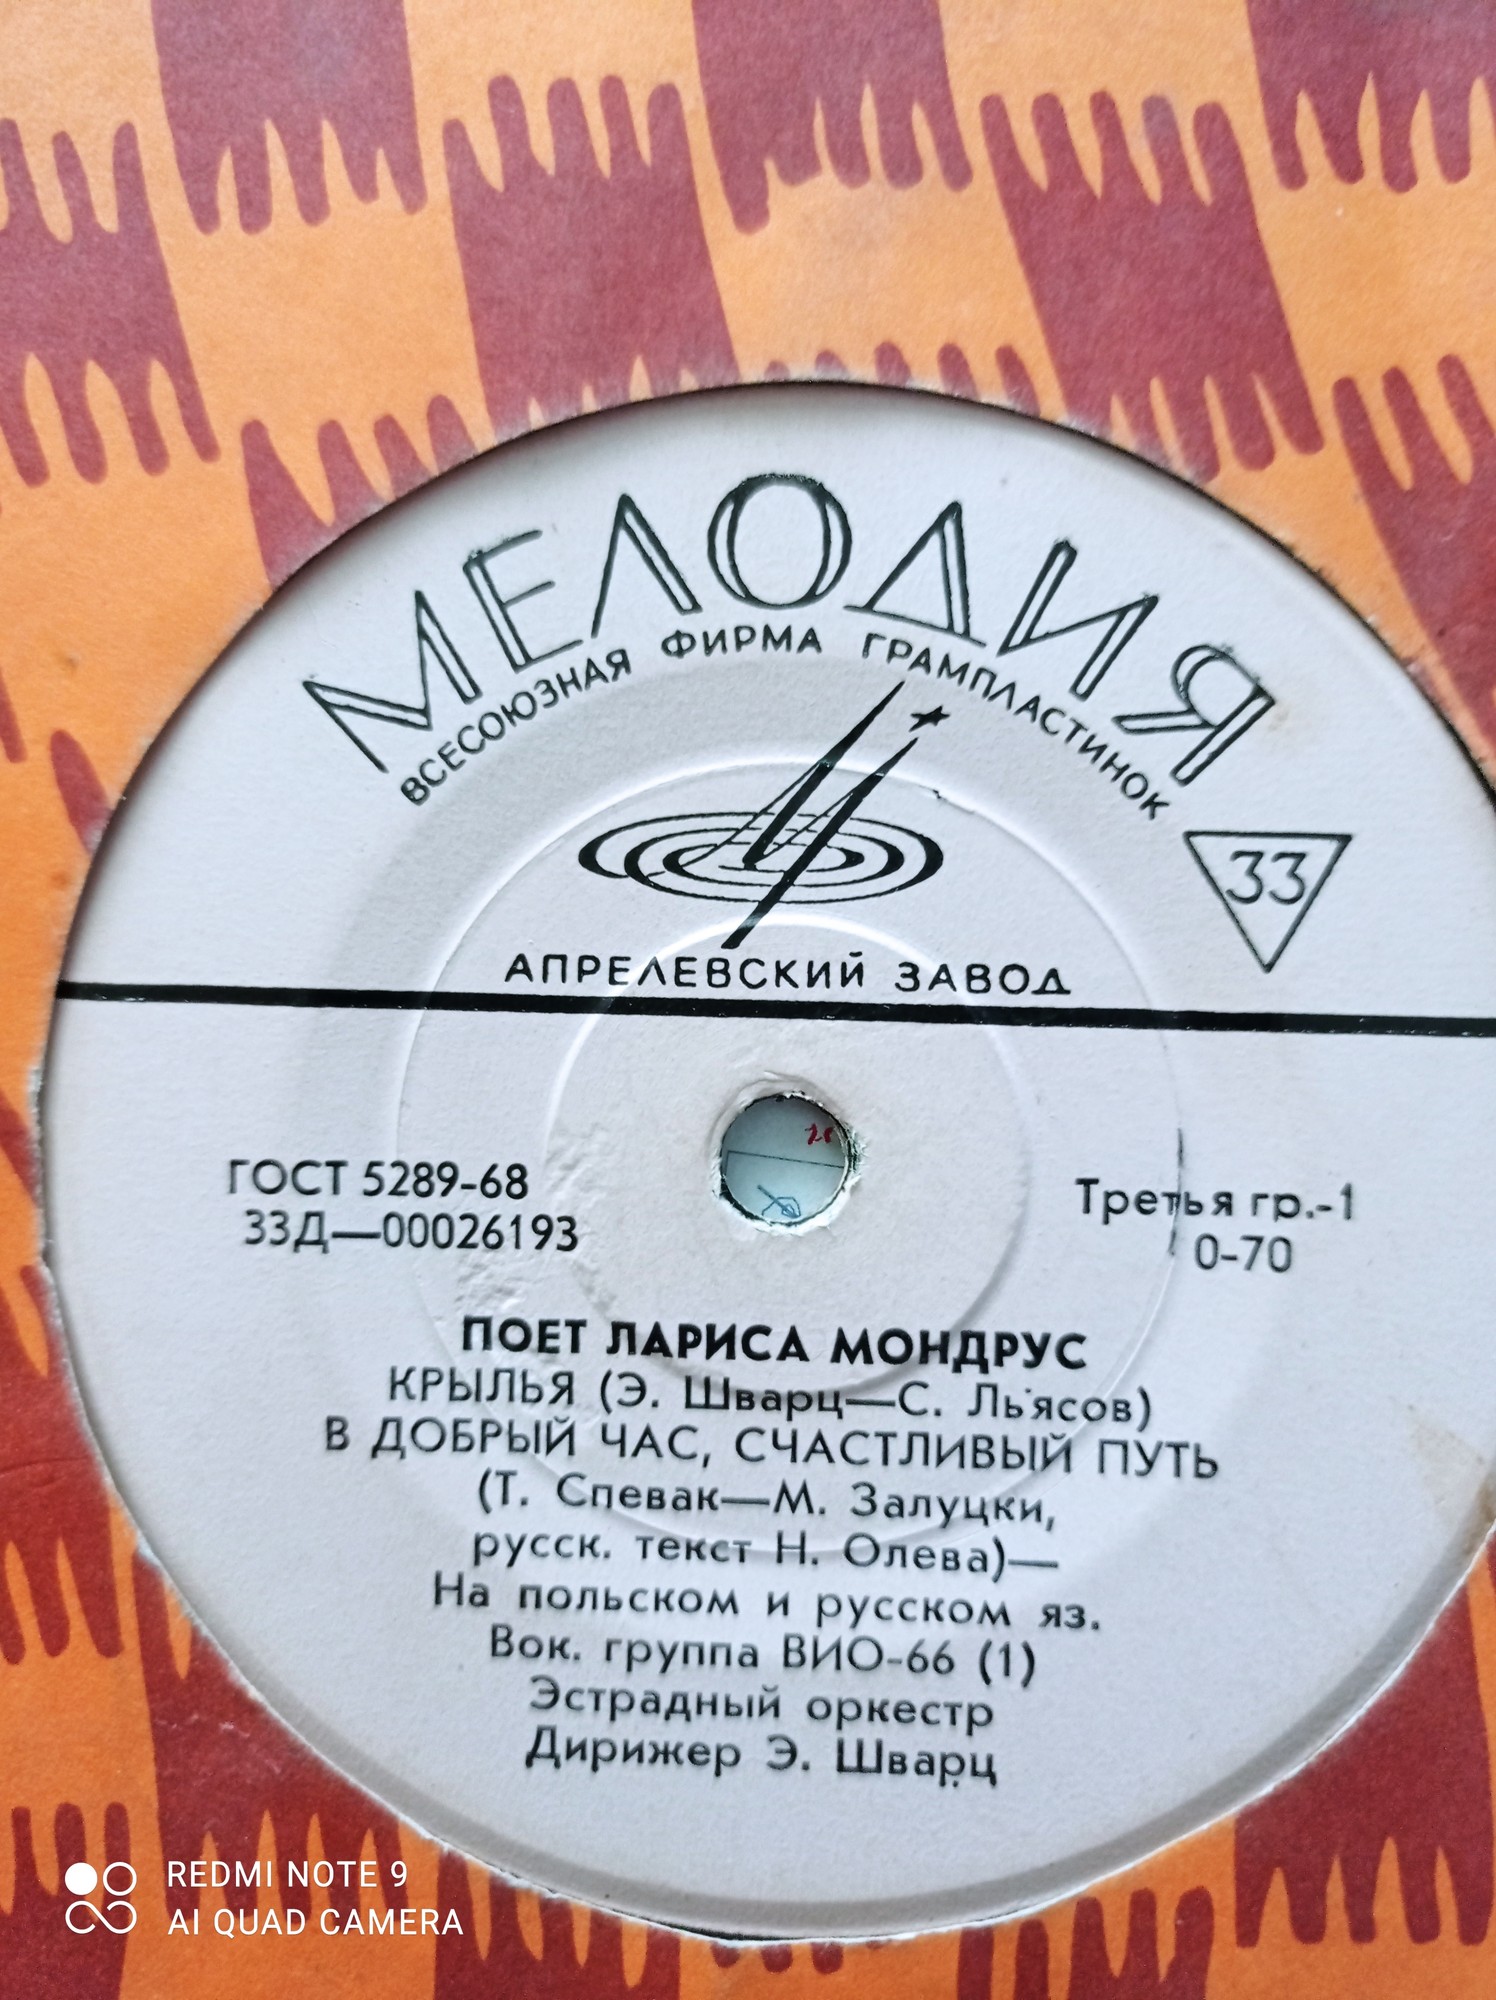 МЕЛОДИЯ
ВСЕСОЮЗНАЯ ФИРМА ГРАМПЛАСТИНОК
33
АПРЕЛЕВСКИЙ ЗАВОД
ГОСТ 5289-68
33Д—00026193
Третья гр.-1
0-70
ПОЕТ ЛАРИСА МОНДРУС
КРЫЛЬЯ (Э. Шварц—С. Льясов)
В ДОБРЫЙ ЧАС, СЧАСТЛИВЫЙ ПУТЬ
(Т. Спевак—М. Залуцки,
русск. текст Н. Олева)—
На польском и русском яз.
Вок. группа ВИО-66 (1)
Эстрадный оркестр
Дирижер Э. Шварц
REDMI NOTE 9
AI QUAD CAMERA